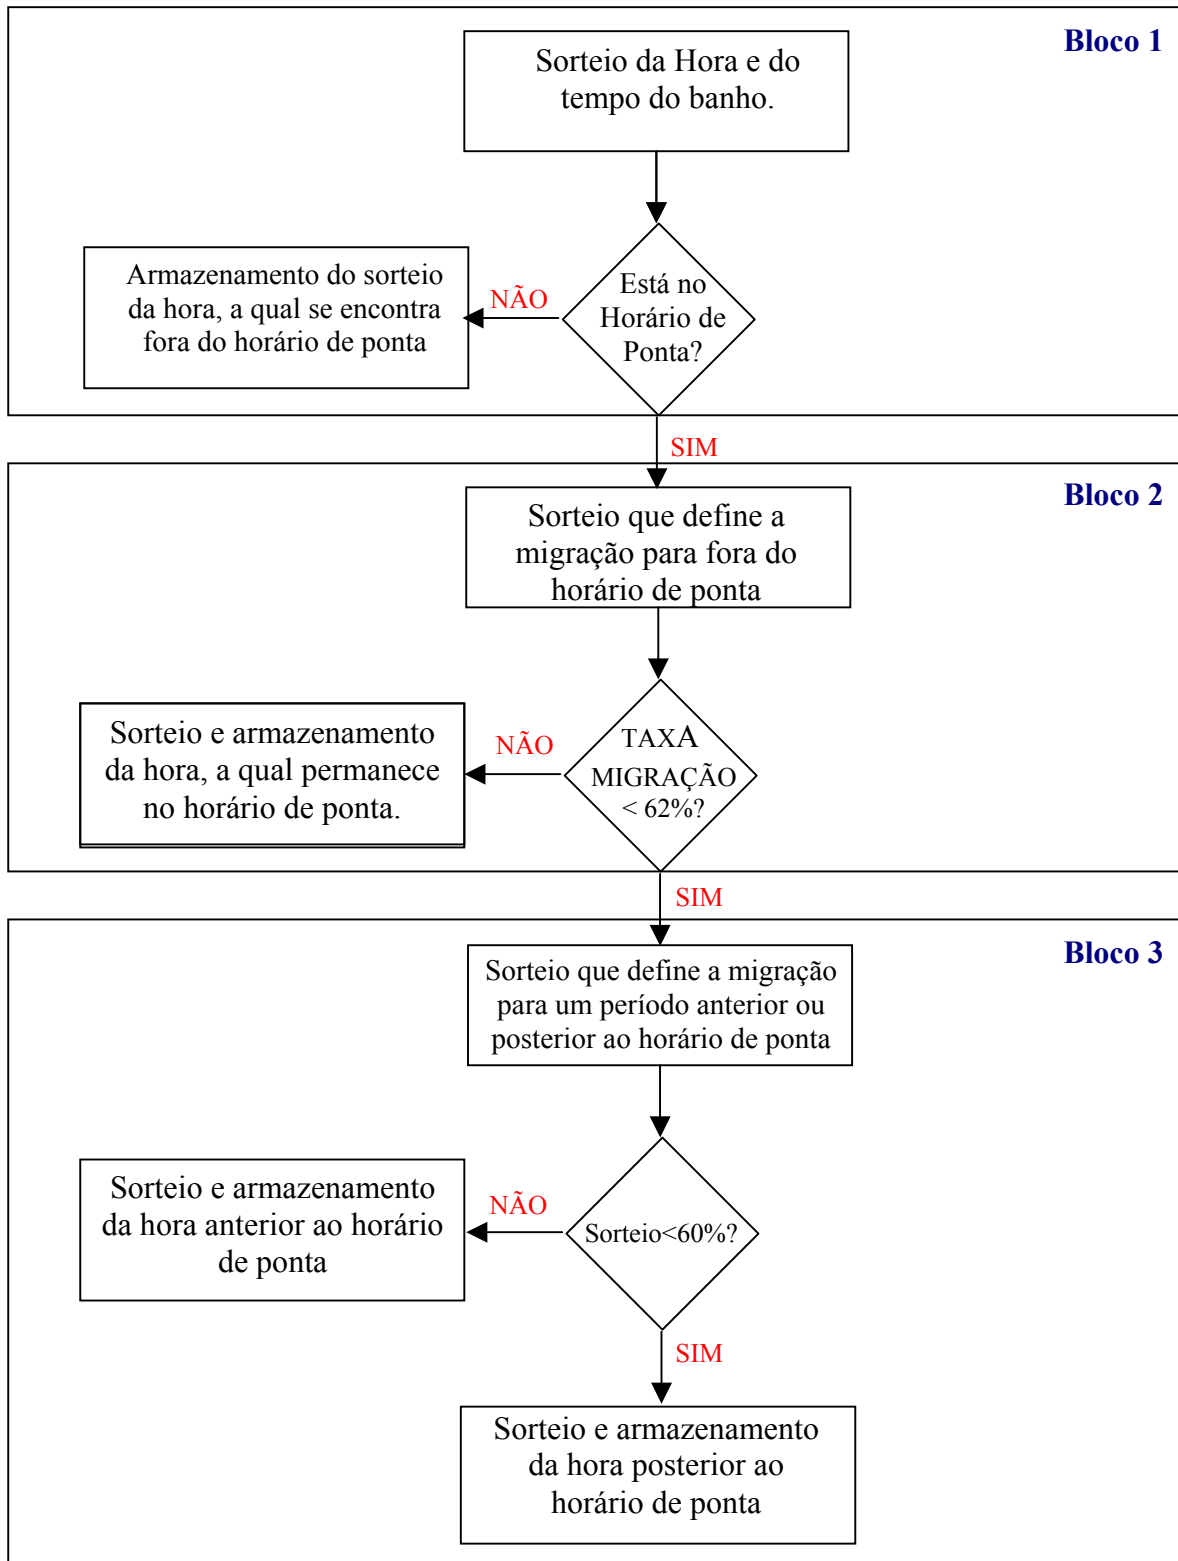 Bloco 1
Sorteio da Hora e do
tempo do banho.
Está no
Horário de
Ponta?
NÃO
Armazenamento do sorteio
da hora, a qual se encontra
fora do horário de ponta
SIM
Bloco 2
Sorteio que define a
migração para fora do
horário de ponta
TAXA
MIGRAÇÃO
< 62%?
NÃO
Sorteio e armazenamento
da hora, a qual permanece
no horário de ponta.
SIM
Bloco 3
Sorteio que define a migração
para um período anterior ou
posterior ao horário de ponta
Sorteio<60%?
NÃO
Sorteio e armazenamento
da hora anterior ao horário
de ponta
SIM
Sorteio e armazenamento
da hora posterior ao
horário de ponta